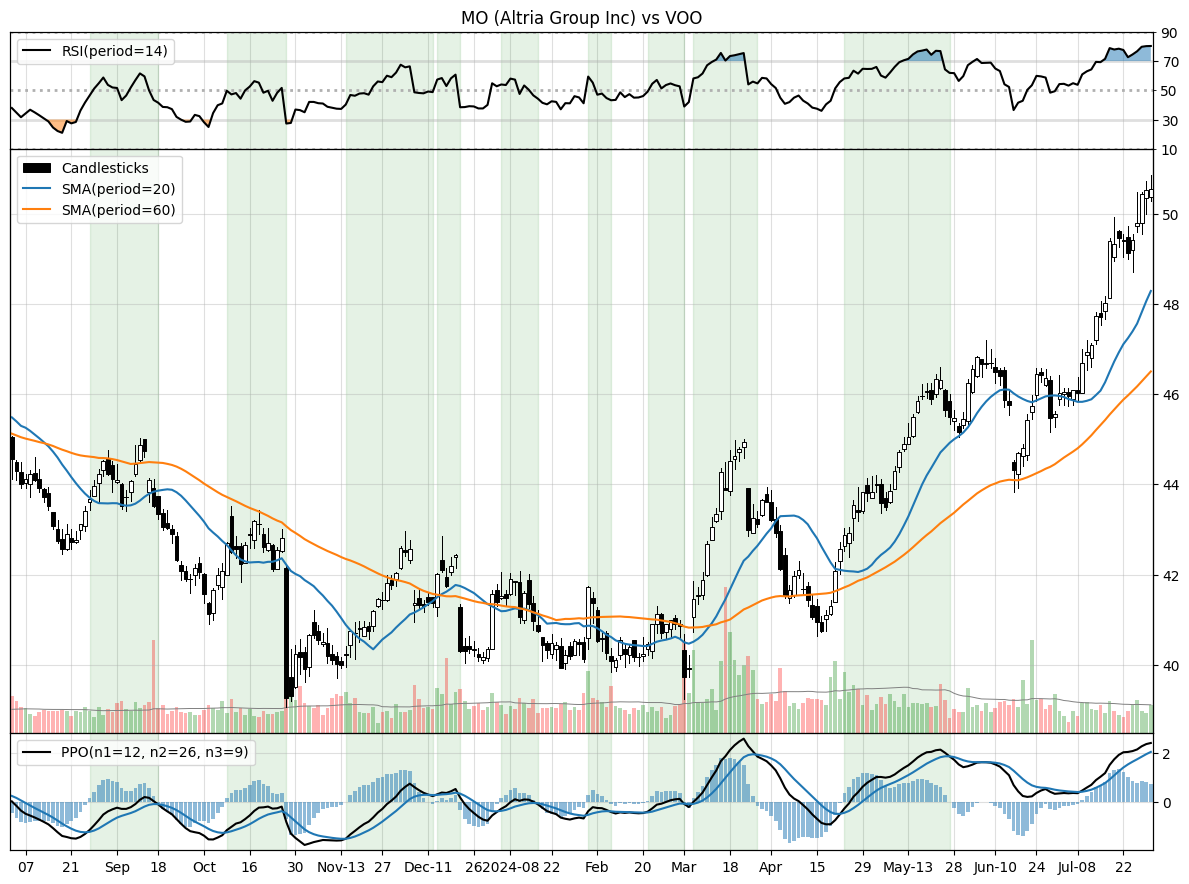 MO (Altria Group Inc) vs VOO
RSI(period=14)
90
70
50
30
10
Candlesticks
SMA(period=20)
SMA(period=60)
50
48
46
44
42
40
PPO(n1=12, n2=26, n3=9)
2
0
07 21 Sep 18 Oct 16 30 Nov-13 27 Dec-11 26 2024-08 22 Feb 20 Mar 18 Apr 15 29 May-13 28 Jun-10 24 Jul-08 22